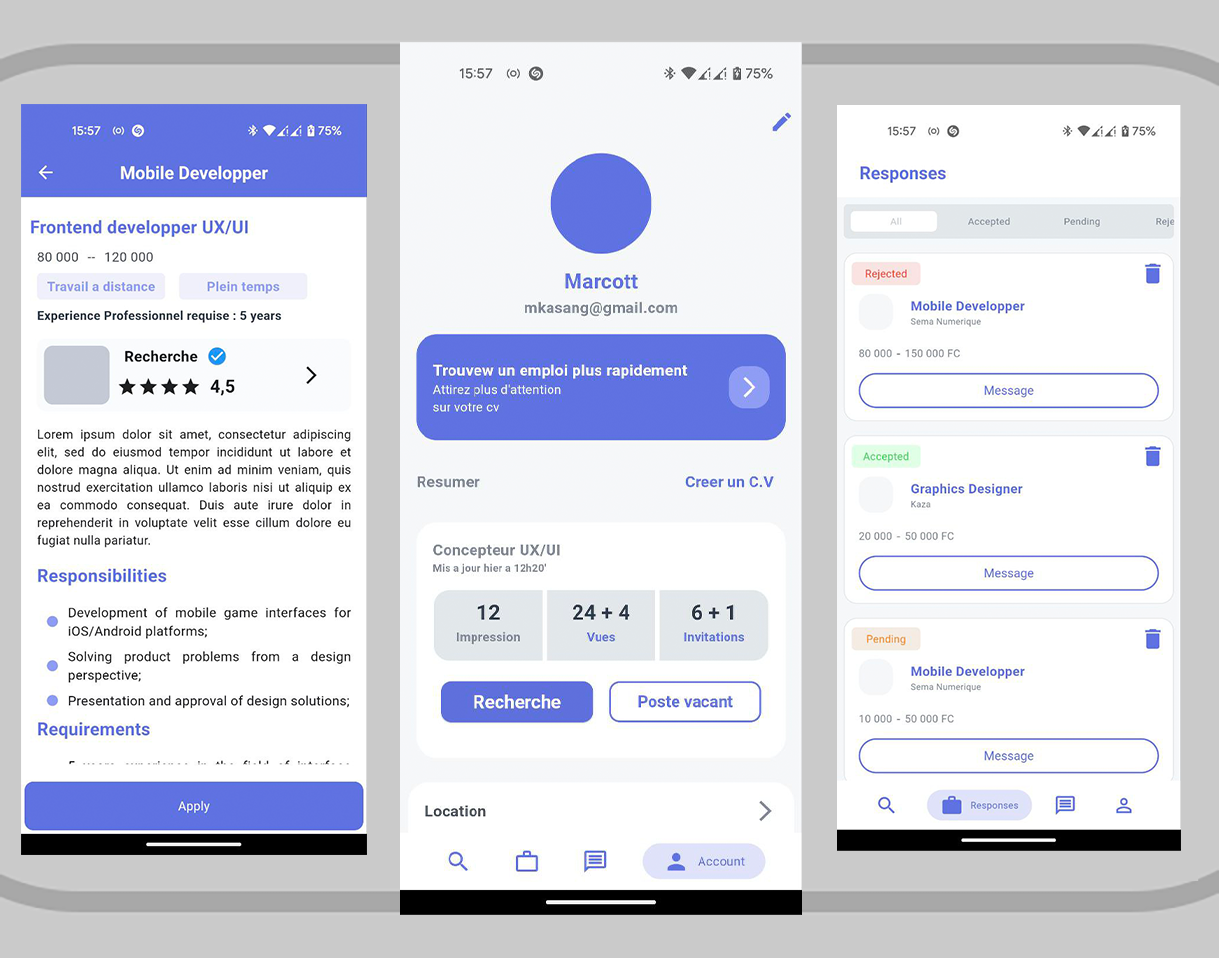 15:57
75%
Mobile Developper
Frontend developper UX/UI
80 000 -- 120 000
Travail a distance
Plein temps
Experience Professionnel requise : 5 years
Recherche
4,5
Lorem ipsum dolor sit amet, consectetur adipiscing
elit, sed do eiusmod tempor incididunt ut labore et
dolore magna aliqua. Ut enim ad minim veniam, quis
nostrud exercitation ullamco laboris nisi ut aliquip ex
ea commodo consequat. Duis aute irure dolor in
reprehenderit in voluptate velit esse cillum dolore eu
fugiat nulla pariatur.
Responsibilities
Development of mobile game interfaces for
iOS/Android platforms;
Solving product problems from a design
perspective;
Presentation and approval of design solutions;
Requirements
5 years experience in the field of interface
Apply
15:57
75%
Marcott
mkasang@gmail.com
Trouvew un emploi plus rapidement
Attirez plus d'attention
sur votre cv
Resumer
Creer un C.V
Concepteur UX/UI
Mis a jour hier a 12h20'
12
Impression
24 + 4
Vues
6 + 1
Invitations
Recherche
Poste vacant
Location
Account
15:57
75%
Responses
All
Accepted
Pending
Reje
Rejected
Mobile Developper
Sema Numerique
80 000 - 150 000 FC
Message
Accepted
Graphics Designer
Kaza
20 000 - 50 000 FC
Message
Pending
Mobile Developper
Sema Numerique
10 000 - 50 000 FC
Message
Responses